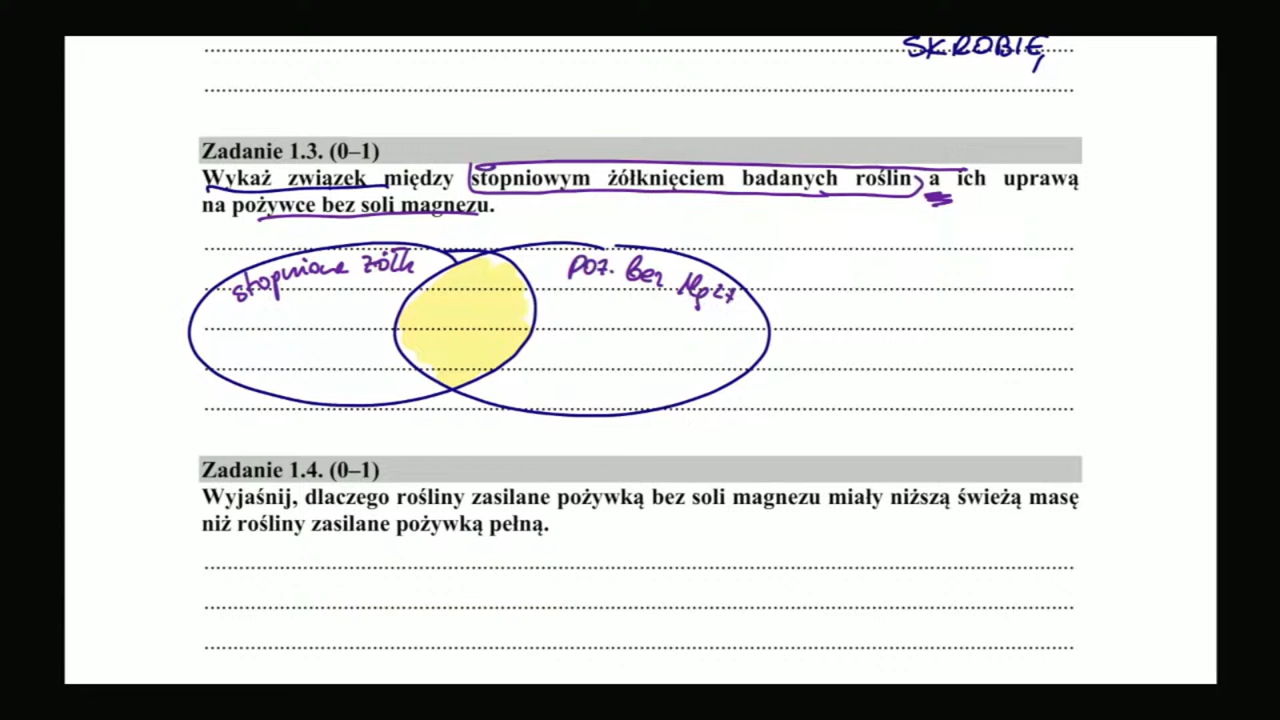 SKROBIĘ
Zadanie 1.3. (0–1)
Wykaż związek między stopniowym żółknięciem badanych roślin a ich uprawą
na pożywce bez soli magnezu.
stopniowe żółk
poż. bez Mg2+
Zadanie 1.4. (0–1)
Wyjaśnij, dlaczego rośliny zasilane pożywką bez soli magnezu miały niższą świeżą masę
niż rośliny zasilane pożywką pełną.